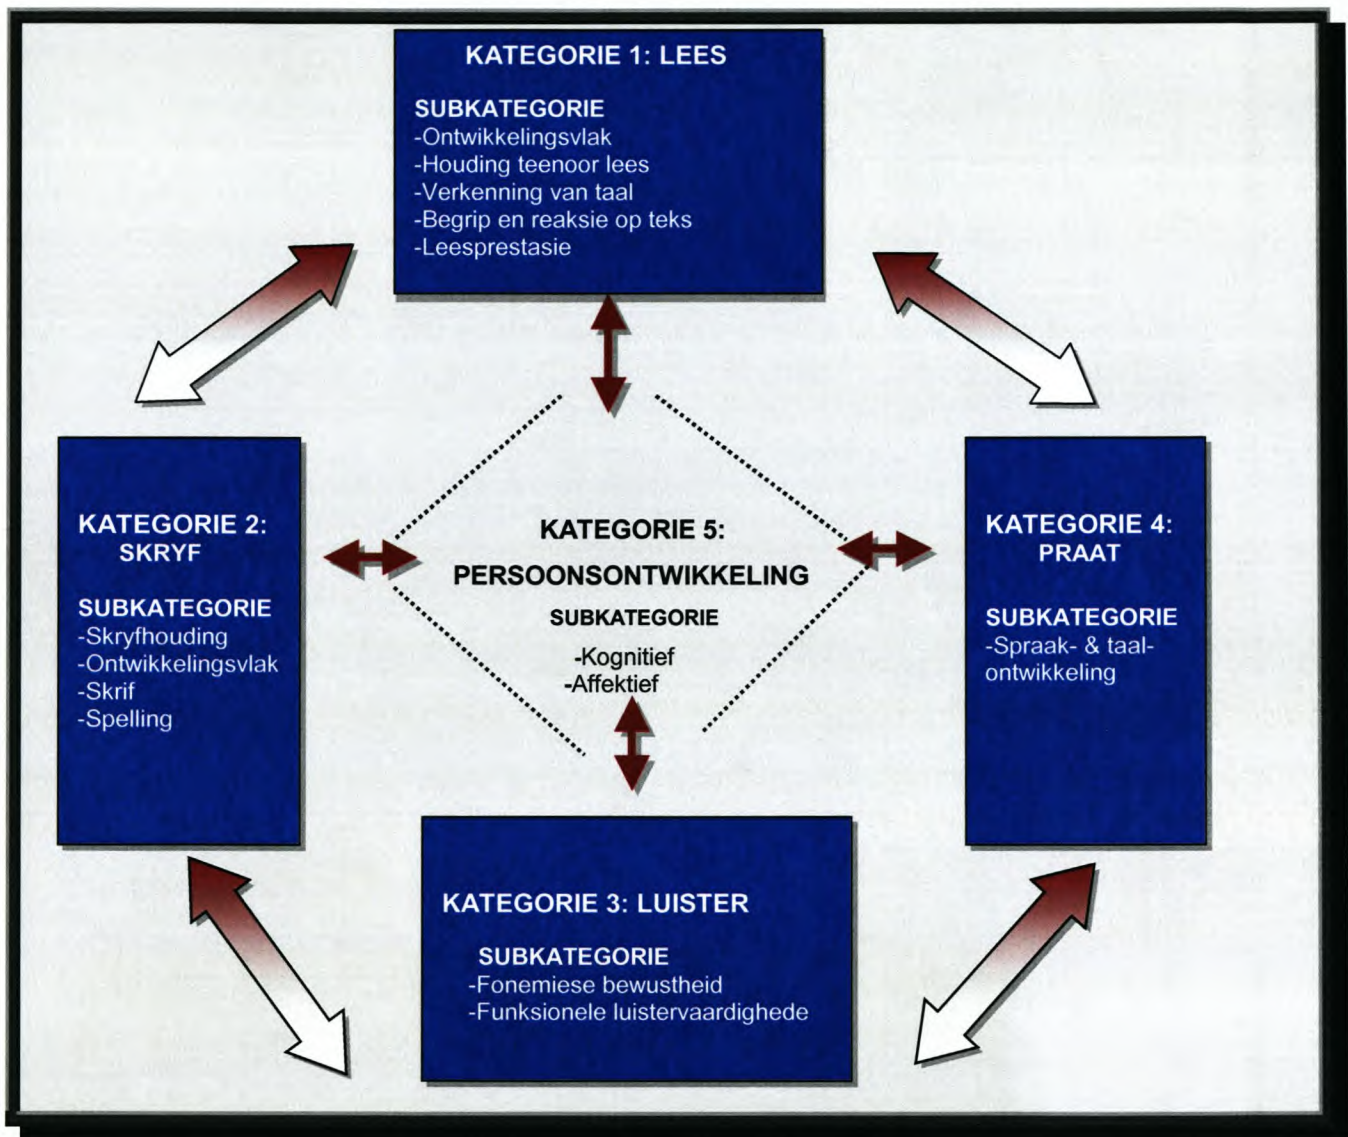 KATEGORIE 1: LEES
SUBKATEGORIE
-Ontwikkelingsvlak
-Houding teenoor lees
-Verkenning van taal
-Begrip en reaksie op teks
-Leesprestasie
KATEGORIE 2:
SKRYF
SUBKATEGORIE
-Skryfhouding
-Ontwikkelingsvlak
-Skrif
-Spelling
KATEGORIE 5:
PERSOONSONTWIKKELING
SUBKATEGORIE
-Kognitief
-Affektief
KATEGORIE 4:
PRAAT
SUBKATEGORIE
-Spraak- & taal-
ontwikkeling
KATEGORIE 3: LUISTER
SUBKATEGORIE
-Fonemiese bewustheid
-Funksionele luistervaardighede